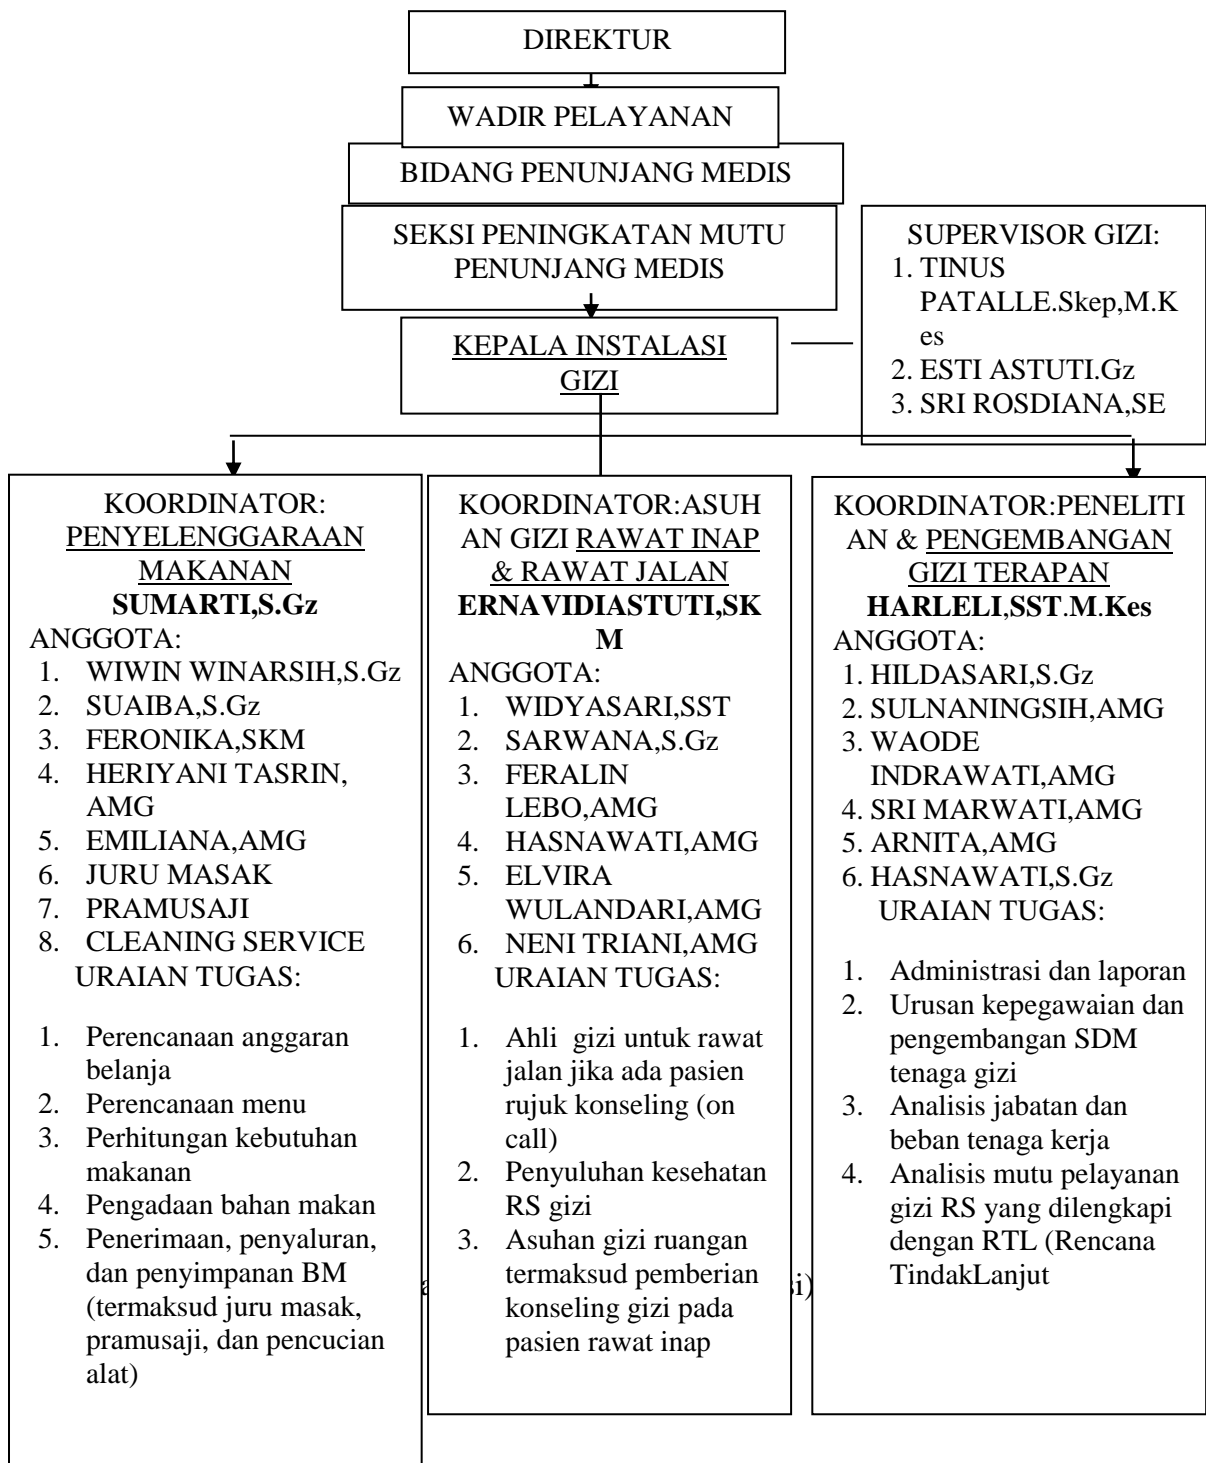 DIREKTUR
WADIR PELAYANAN
BIDANG PENUNJANG MEDIS
SEKSI PENINGKATAN MUTU
PENUNJANG MEDIS
KEPALA INSTALASI
GIZI
SUPERVISOR GIZI:
1. TINUS
PATALLE.Skep,M.K
es
2. ESTI ASTUTI.Gz
3. SRI ROSDIANA,SE
KOORDINATOR:
PENYELENGGARAAN
MAKANAN
SUMARTI,S.Gz
ANGGOTA:
1. WIWIN WINARSIH,S.Gz
2. SUAIBA,S.Gz
3. FERONIKA,SKM
4. HERIYANI TASRIN,
AMG
5. EMILIANA,AMG
6. JURU MASAK
7. PRAMUSAJI
8. CLEANING SERVICE
URAIAN TUGAS:
1. Perencanaan anggaran
belanja
2. Perencanaan menu
3. Perhitungan kebutuhan
makanan
4. Pengadaan bahan makan
5. Penerimaan, penyaluran,
dan penyimpanan BM
(termaksud juru masak,
pramusaji, dan pencucian
alat)
KOORDINATOR:ASUH
AN GIZI RAWAT INAP
& RAWAT JALAN
ERNAVIDIASTUTI,SK
M
ANGGOTA:
1. WIDYASARI,SST
2. SARWANA,S.Gz
3. FERALIN
LEBO,AMG
4. HASNAWATI,AMG
5. ELVIRA
WULANDARI,AMG
6. NENI TRIANI,AMG
URAIAN TUGAS:
1. Ahli gizi untuk rawat
jalan jika ada pasien
rujuk konseling (on
call)
2. Penyuluhan kesehatan
RS gizi
3. Asuhan gizi ruangan
termaksud pemberian
konseling gizi pada
pasien rawat inap
KOORDINATOR:PENELITI
AN & PENGEMBANGAN
GIZI TERAPAN
HARLELI,SST.M.Kes
ANGGOTA:
1. HILDASARI,S.Gz
2. SULNANINGSIH,AMG
3. WAODE
INDRAWATI,AMG
4. SRI MARWATI,AMG
5. ARNITA,AMG
6. HASNAWATI,S.Gz
URAIAN TUGAS:
1. Administrasi dan laporan
2. Urusan kepegawaian dan
pengembangan SDM
tenaga gizi
3. Analisis jabatan dan
beban tenaga kerja
4. Analisis mutu pelayanan
gizi RS yang dilengkapi
dengan RTL (Rencana
TindakLanjut